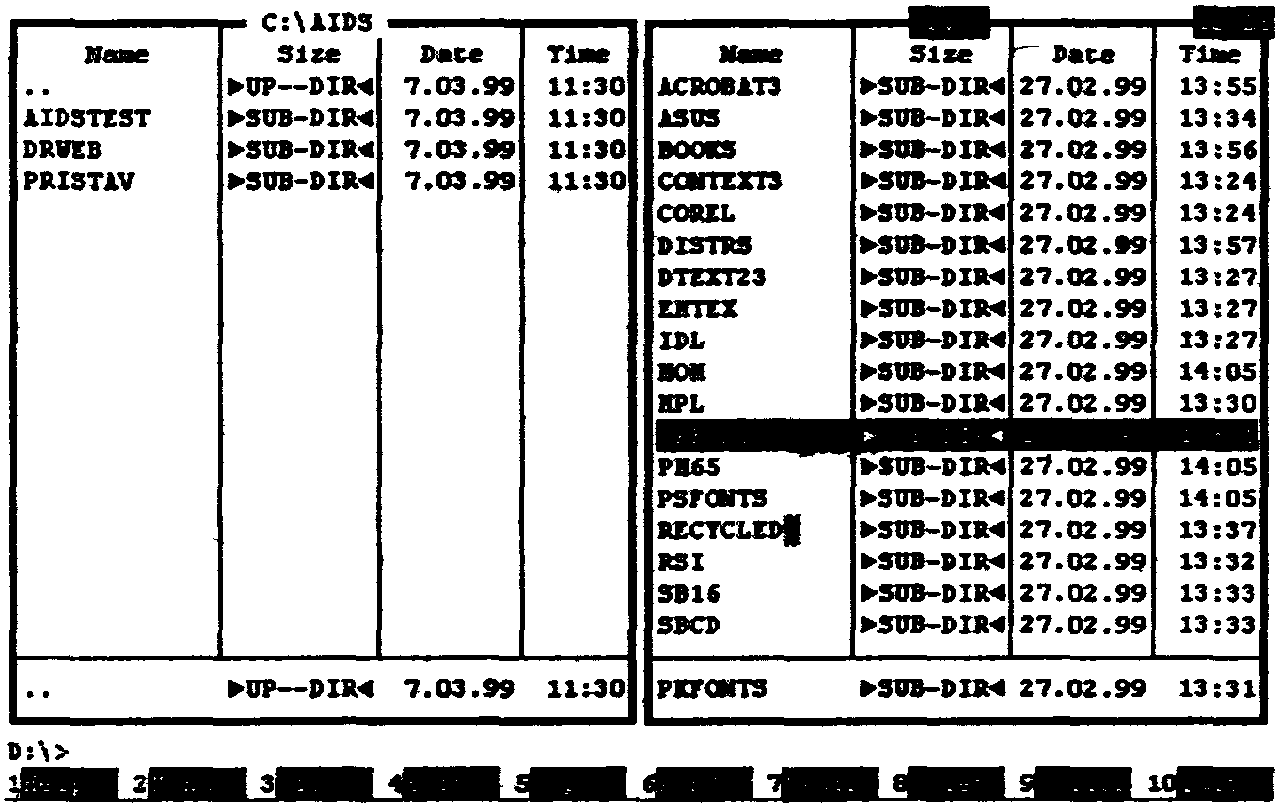 C:\AIDS
Name Size Date Time
.. ►UP--DIR◄ 7.03.99 11:30
AIDSTEST ►SUB-DIR◄ 7.03.99 11:30
DRWEB ►SUB-DIR◄ 7.03.99 11:30
PRISTAV ►SUB-DIR◄ 7.03.99 11:30
.. ►UP--DIR◄ 7.03.99 11:30
Name Size Date Time
ACROBAT3 ►SUB-DIR◄ 27.02.99 13:55
ASUS ►SUB-DIR◄ 27.02.99 13:34
BOOKS ►SUB-DIR◄ 27.02.99 13:56
CONTEXT3 ►SUB-DIR◄ 27.02.99 13:24
COREL ►SUB-DIR◄ 27.02.99 13:24
DISTRS ►SUB-DIR◄ 27.02.99 13:57
DTEXT23 ►SUB-DIR◄ 27.02.99 13:27
EMTEX ►SUB-DIR◄ 27.02.99 13:27
IDL ►SUB-DIR◄ 27.02.99 13:27
►SUB-DIR◄ 27.02.99 14:05
MPL ►SUB-DIR◄ 27.02.99 13:30
PM65 ►SUB-DIR◄ 27.02.99 14:05
PSFONTS ►SUB-DIR◄ 27.02.99 14:05
RECYCLED ►SUB-DIR◄ 27.02.99 13:37
RSI ►SUB-DIR◄ 27.02.99 13:32
SB16 ►SUB-DIR◄ 27.02.99 13:33
SBCD ►SUB-DIR◄ 27.02.99 13:33
PKFONTS ►SUB-DIR◄ 27.02.99 13:31
D:\>
1 2 3 4 5 6 7 8 9 10